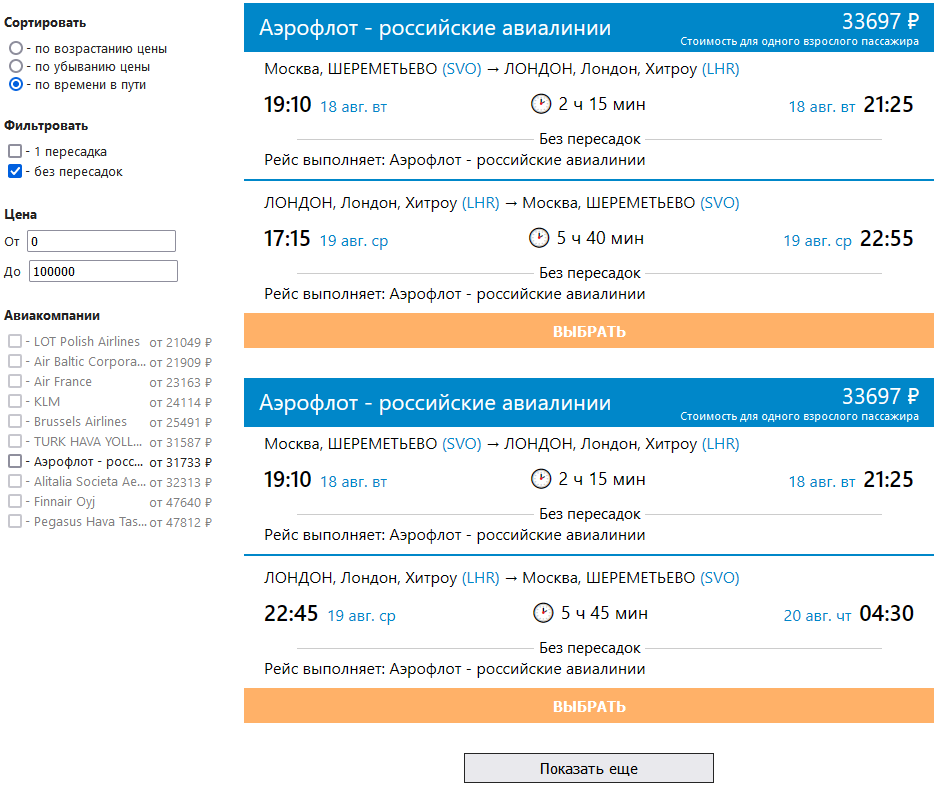 Сортировать
- по возрастанию цены
- по убыванию цены
- по времени в пути
Фильтровать
- 1 пересадка
- без пересадок
Цена
От 0
До 100000
Авиакомпании
- LOT Polish Airlines от 21049 ₽
- Air Baltic Corpora... от 21909 ₽
- Air France от 23163 ₽
- KLM от 24114 ₽
- Brussels Airlines от 25491 ₽
- TURK HAVA YOLL... от 31587 ₽
- Аэрофлот - росс... от 31733 ₽
- Alitalia Societa Ae... от 32313 ₽
- Finnair Oyj от 47640 ₽
- Pegasus Hava Tas... от 47812 ₽
Аэрофлот - российские авиалинии 33697 ₽
Стоимость для одного взрослого пассажира
Москва, ШЕРЕМЕТЬЕВО (SVO) → ЛОНДОН, Лондон, Хитроу (LHR)
19:10 18 авг. вт 2 ч 15 мин 18 авг. вт 21:25
Без пересадок
Рейс выполняет: Аэрофлот - российские авиалинии
ЛОНДОН, Лондон, Хитроу (LHR) → Москва, ШЕРЕМЕТЬЕВО (SVO)
17:15 19 авг. ср 5 ч 40 мин 19 авг. ср 22:55
Без пересадок
Рейс выполняет: Аэрофлот - российские авиалинии
ВЫБРАТЬ
Аэрофлот - российские авиалинии 33697 ₽
Стоимость для одного взрослого пассажира
Москва, ШЕРЕМЕТЬЕВО (SVO) → ЛОНДОН, Лондон, Хитроу (LHR)
19:10 18 авг. вт 2 ч 15 мин 18 авг. вт 21:25
Без пересадок
Рейс выполняет: Аэрофлот - российские авиалинии
ЛОНДОН, Лондон, Хитроу (LHR) → Москва, ШЕРЕМЕТЬЕВО (SVO)
22:45 19 авг. ср 5 ч 45 мин 20 авг. чт 04:30
Без пересадок
Рейс выполняет: Аэрофлот - российские авиалинии
ВЫБРАТЬ
Показать еще